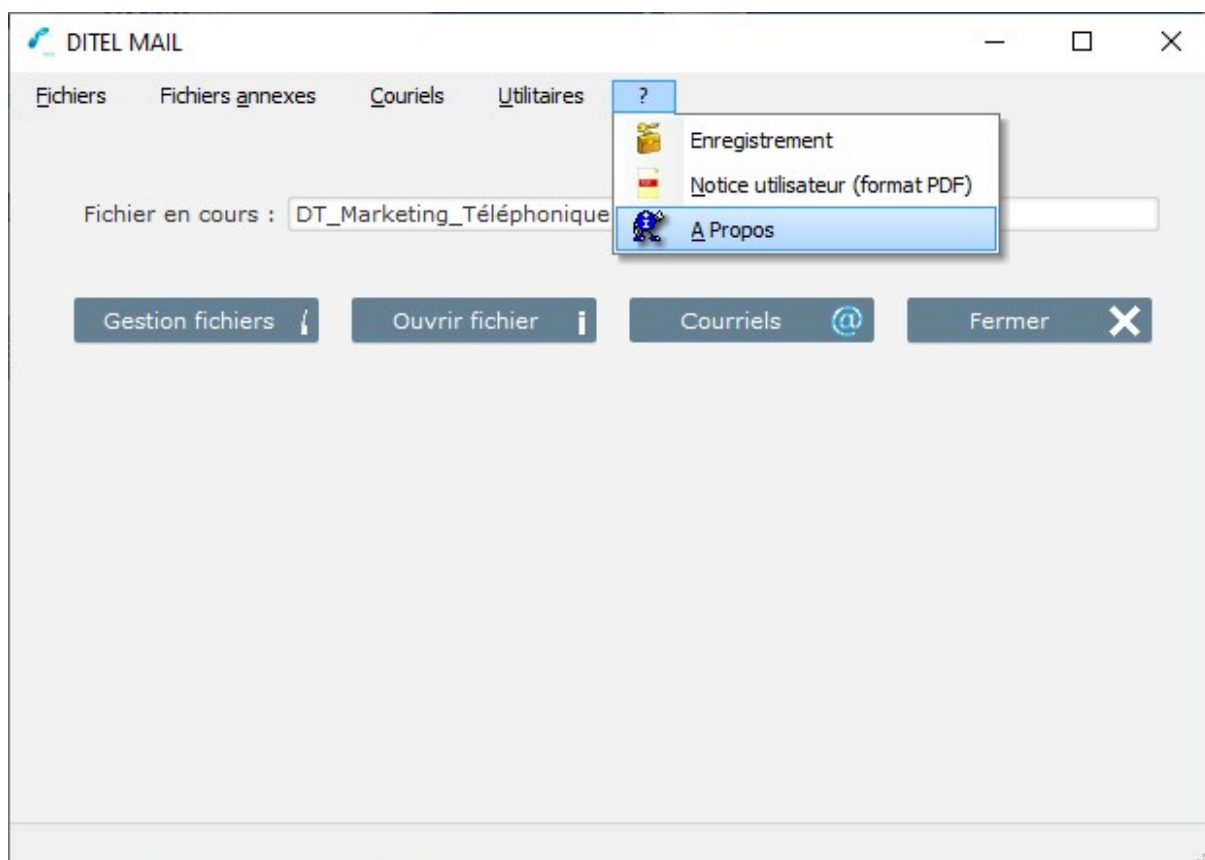 DITEL MAIL
Fichiers Fichiers annexes Couriels Utilitaires ?
Enregistrement
Notice utilisateur (format PDF)
A Propos
Fichier en cours : DT_Marketing_Téléphonique
Gestion fichiers Ouvrir fichier Courriels @ Fermer